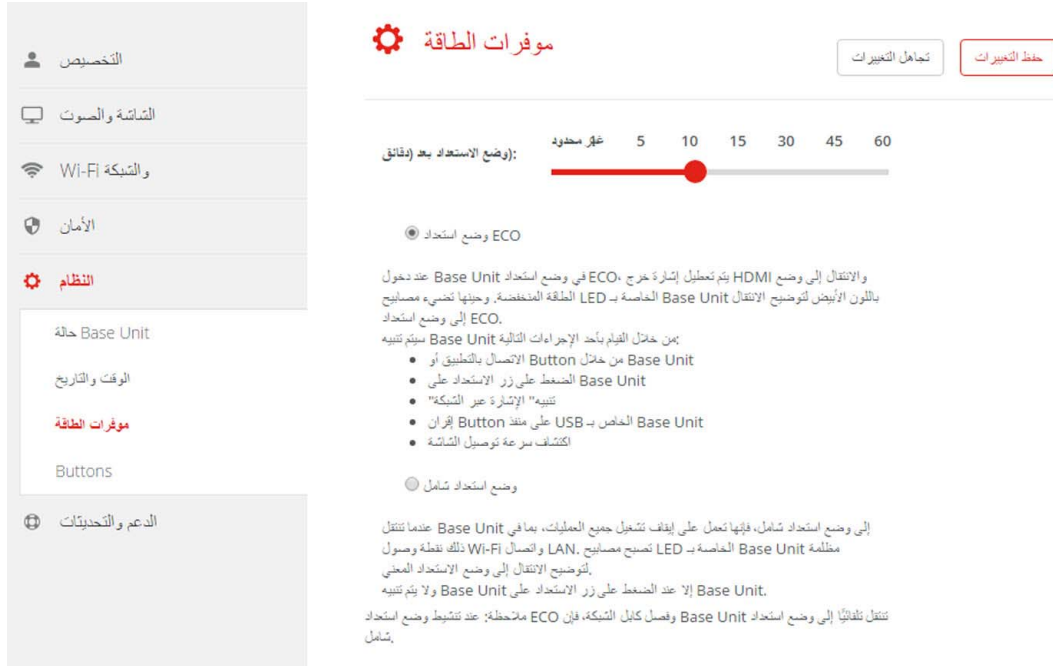 موفرات الطاقة
حفظ التغييرات
تجاهل التغييرات
التخصيص
الشاشة والصوت
Wi-Fi والشبكة
الأمان
النظام
حالة Base Unit
الوقت والتاريخ
موفرات الطاقة
Buttons
الدعم والتحديثات
وضع الاستعداد بعد (دقائق):
غير محدود 5 10 15 30 45 60
وضع استعداد ECO
عند دخول Base Unit في وضع استعداد ECO، يتم تعطيل إشارة خرج HDMI والانتقال إلى وضع
الطاقة المنخفضة. وحينها تضيء مصابيح LED الخاصة بـ Base Unit باللون الأبيض لتوضيح الانتقال
إلى وضع استعداد ECO.
سيتم تنبيه Base Unit من خلال القيام بأحد الإجراءات التالية:
• الاتصال بالتطبيق أو Button من خلال Base Unit
• الضغط على زر الاستعداد على Base Unit
• تنبيه" الإشارة عبر الشبكة"
• إقران Button على منفذ USB الخاص بـ Base Unit
• اكتشاف سرعة توصيل الشاشة
وضع استعداد شامل
عندما تنتقل Base Unit إلى وضع استعداد شامل، فإنها تعمل على إيقاف تشغيل جميع العمليات، بما في
ذلك نقطة وصول Wi-Fi واتصال LAN. تصبح مصابيح LED الخاصة بـ Base Unit مظلمة
لتوضيح الانتقال إلى وضع الاستعداد المعني.
ولا يتم تنبيه Base Unit إلا عند الضغط على زر الاستعداد على Base Unit.
ملاحظة: عند تنشيط وضع استعداد ECO وفصل كابل الشبكة، فإن Base Unit تنتقل تلقائيًا إلى وضع استعداد
شامل.